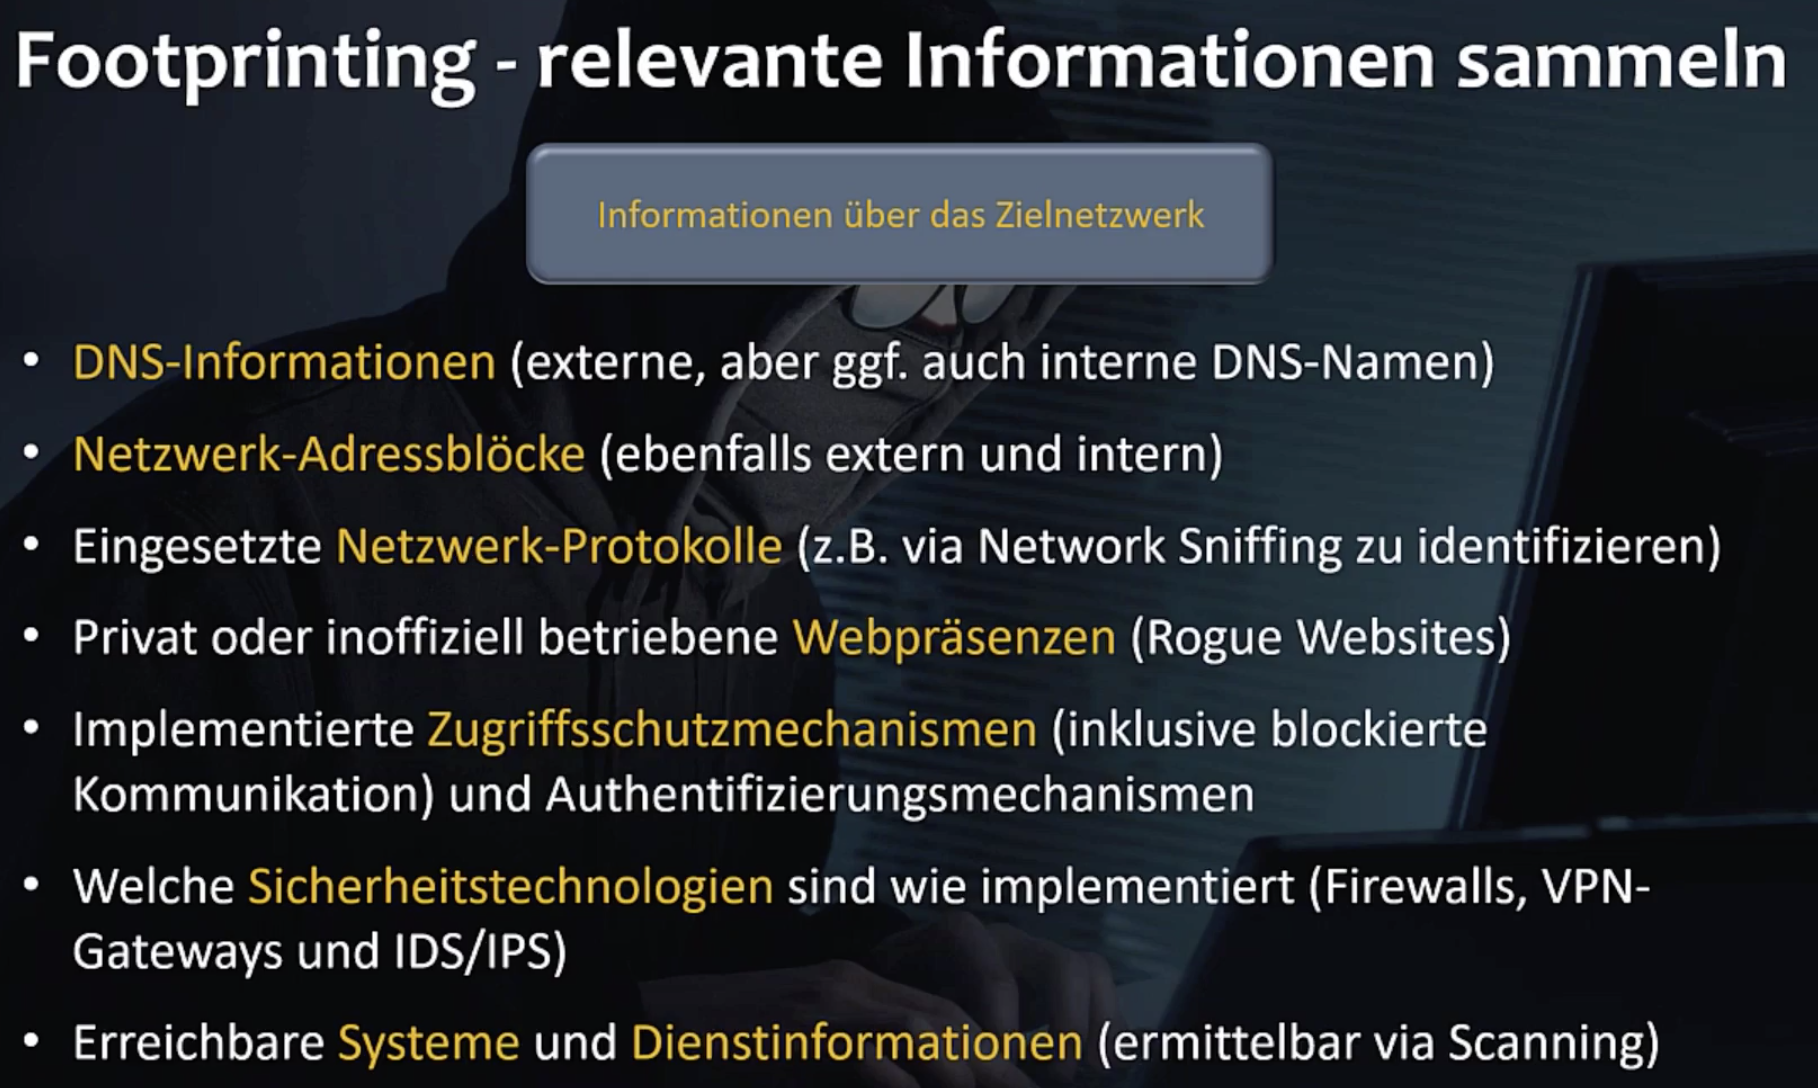 Footprinting - relevante Informationen sammeln
Informationen über das Zielnetzwerk
• DNS-Informationen (externe, aber ggf. auch interne DNS-Namen)
• Netzwerk-Adressblöcke (ebenfalls extern und intern)
• Eingesetzte Netzwerk-Protokolle (z.B. via Network Sniffing zu identifizieren)
• Privat oder inoffiziell betriebene Webpräsenzen (Rogue Websites)
• Implementierte Zugriffsschutzmechanismen (inklusive blockierte
Kommunikation) und Authentifizierungsmechanismen
• Welche Sicherheitstechnologien sind wie implementiert (Firewalls, VPN-
Gateways und IDS/IPS)
• Erreichbare Systeme und Dienstinformationen (ermittelbar via Scanning)